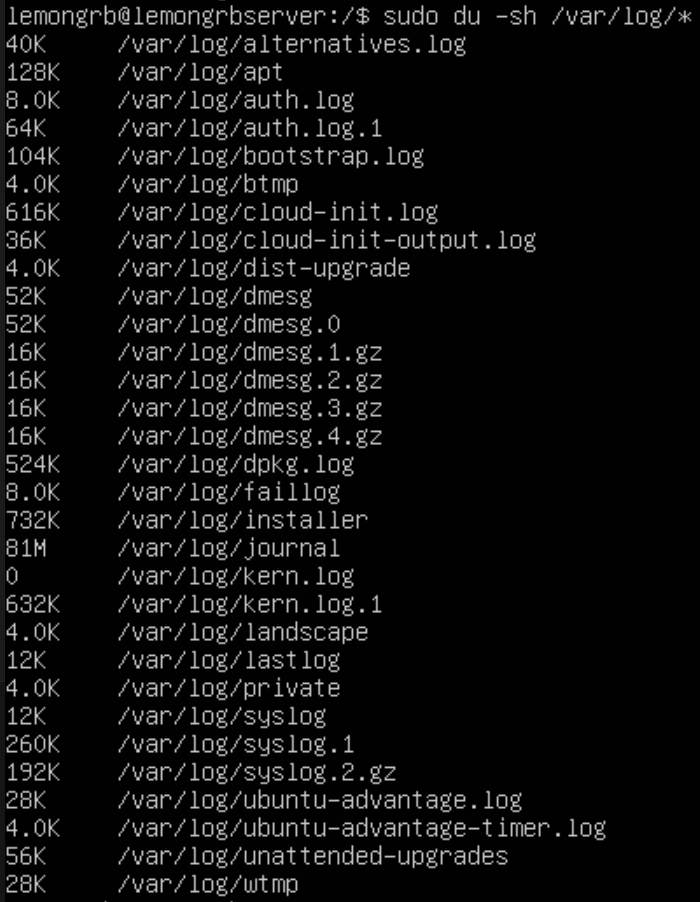 lemongrb@lemongrbserver:/$ sudo du -sh /var/log/*
40K /var/log/alternatives.log
128K /var/log/apt
8.0K /var/log/auth.log
64K /var/log/auth.log.1
104K /var/log/bootstrap.log
4.0K /var/log/btmp
616K /var/log/cloud-init.log
36K /var/log/cloud-init-output.log
4.0K /var/log/dist-upgrade
52K /var/log/dmesg
52K /var/log/dmesg.0
16K /var/log/dmesg.1.gz
16K /var/log/dmesg.2.gz
16K /var/log/dmesg.3.gz
16K /var/log/dmesg.4.gz
524K /var/log/dpkg.log
8.0K /var/log/faillog
732K /var/log/installer
81M /var/log/journal
0 /var/log/kern.log
632K /var/log/kern.log.1
4.0K /var/log/landscape
12K /var/log/lastlog
4.0K /var/log/private
12K /var/log/syslog
260K /var/log/syslog.1
192K /var/log/syslog.2.gz
28K /var/log/ubuntu-advantage.log
4.0K /var/log/ubuntu-advantage-timer.log
56K /var/log/unattended-upgrades
28K /var/log/wtmp